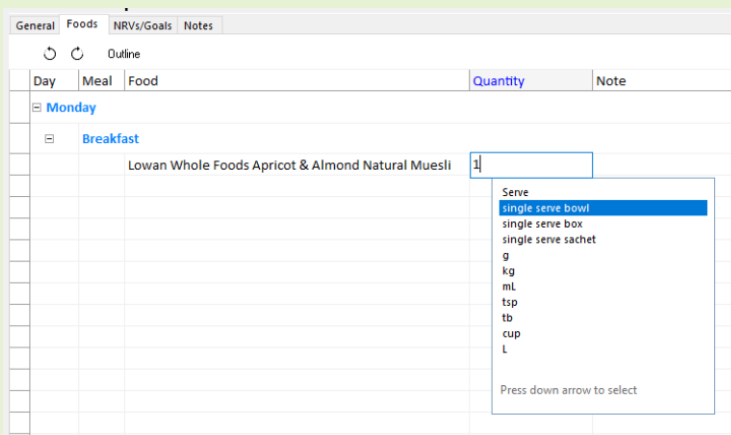 General Foods NRVs/Goals Notes
Outline
Day Meal Food Quantity Note
Monday
Breakfast
Lowan Whole Foods Apricot & Almond Natural Muesli 1
Serve
single serve bowl
single serve box
single serve sachet
g
kg
mL
tsp
tb
cup
L
Press down arrow to select